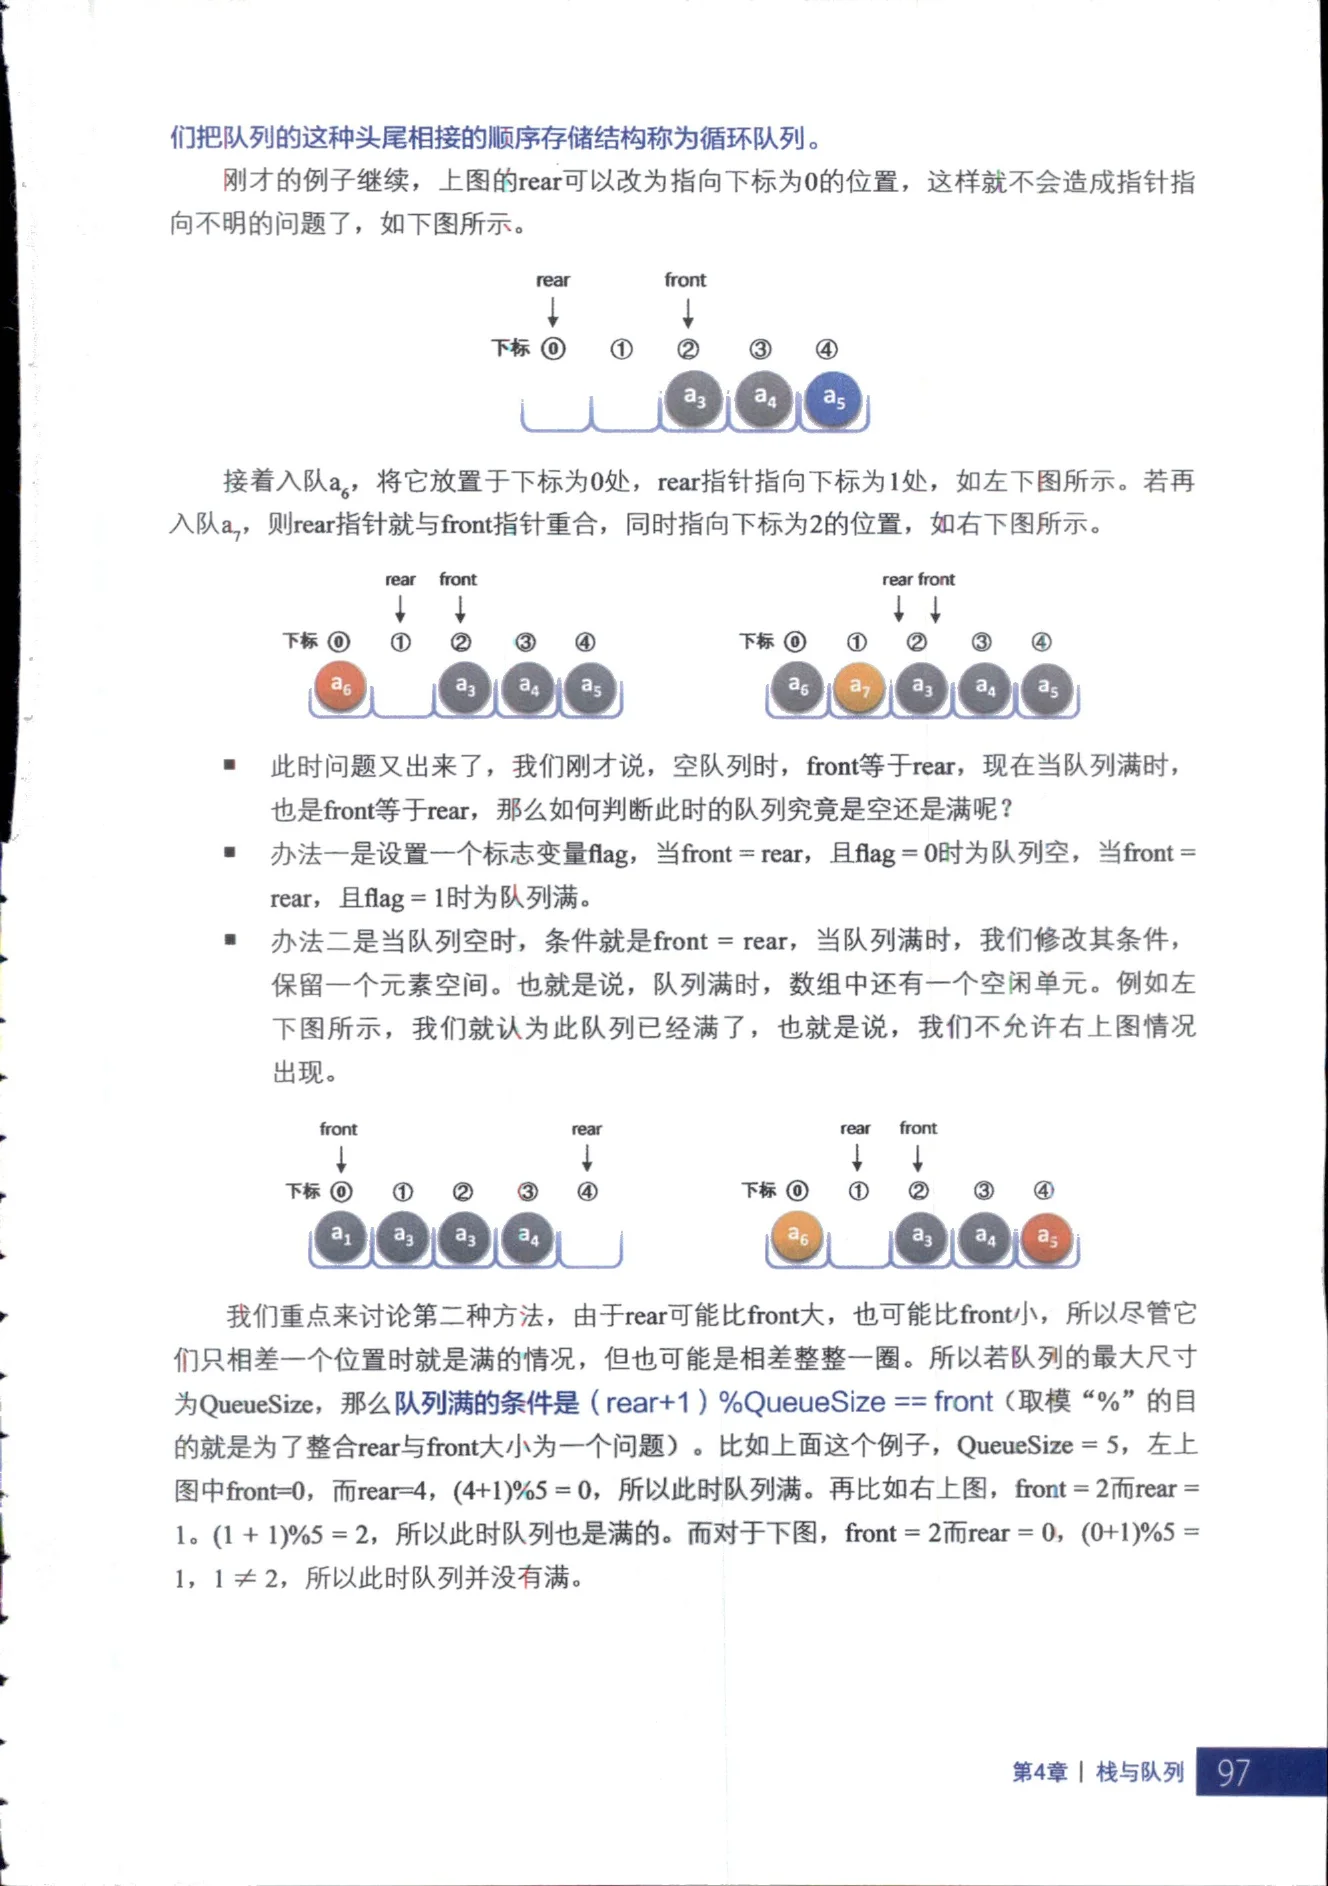 们把队列的这种头尾相接的顺序存储结构称为循环队列。
刚才的例子继续，上图的rear可以改为指向下标为0的位置，这样就不会造成指针指
向不明的问题了，如下图所示。
rear front
下标 ⓪ ① ② ③ ④
a₃ a₄ a₅
接着入队a₆，将它放置于下标为0处，rear指针指向下标为1处，如左下图所示。若再
入队a₇，则rear指针就与front指针重合，同时指向下标为2的位置，如右下图所示。
rear front
下标 ⓪ ① ② ③ ④
a₆ a₃ a₄ a₅
rear front
下标 ⓪ ① ② ③ ④
a₆ a₇ a₃ a₄ a₅
■ 此时问题又出来了，我们刚才说，空队列时，front等于rear，现在当队列满时，
也是front等于rear，那么如何判断此时的队列究竟是空还是满呢？
■ 办法一是设置一个标志变量flag，当front = rear，且flag = 0时为队列空，当front =
rear，且flag = 1时为队列满。
■ 办法二是当队列空时，条件就是front = rear，当队列满时，我们修改其条件，
保留一个元素空间。也就是说，队列满时，数组中还有一个空闲单元。例如左
下图所示，我们就认为此队列已经满了，也就是说，我们不允许右上图情况
出现。
front rear
下标 ⓪ ① ② ③ ④
a₁ a₃ a₃ a₄
rear front
下标 ⓪ ① ② ③ ④
a₆ a₃ a₄ a₅
我们重点来讨论第二种方法，由于rear可能比front大，也可能比front小，所以尽管它
们只相差一个位置时就是满的情况，但也可能是相差整整一圈。所以若队列的最大尺寸
为QueueSize，那么队列满的条件是（rear+1）%QueueSize == front（取模“%”的目
的就是为了整合rear与front大小为一个问题）。比如上面这个例子，QueueSize = 5，左上
图中front=0，而rear=4，(4+1)%5 = 0，所以此时队列满。再比如右上图，front = 2而rear =
1。(1 + 1)%5 = 2，所以此时队列也是满的。而对于下图，front = 2而rear = 0，(0+1)%5 =
1，1 ≠ 2，所以此时队列并没有满。
第4章 | 栈与队列 97